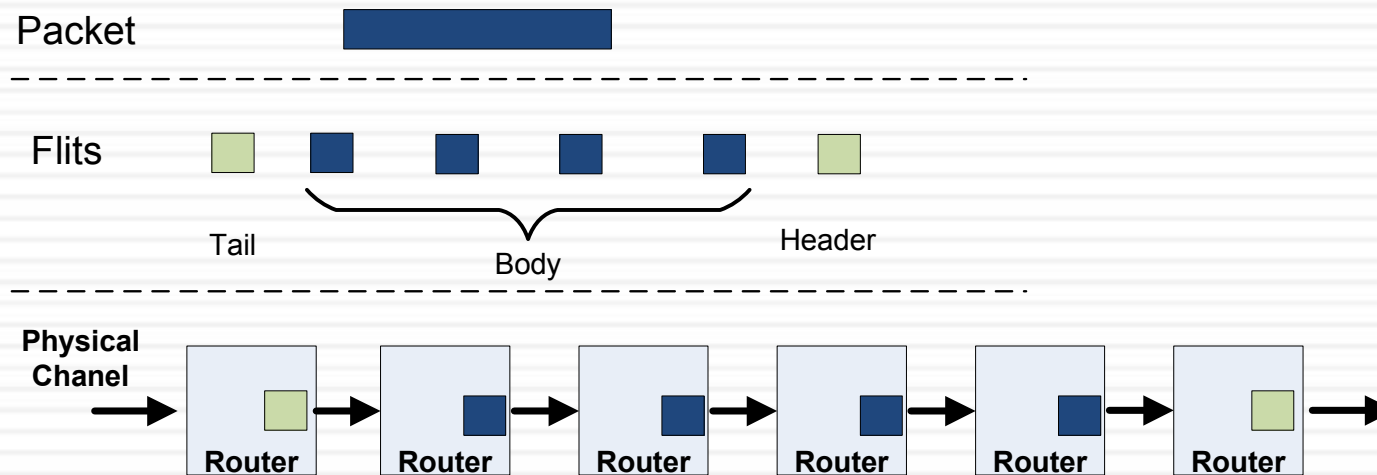 Packet
Flits
Tail
Body
Header
Physical
Chanel
Router Router Router Router Router Router